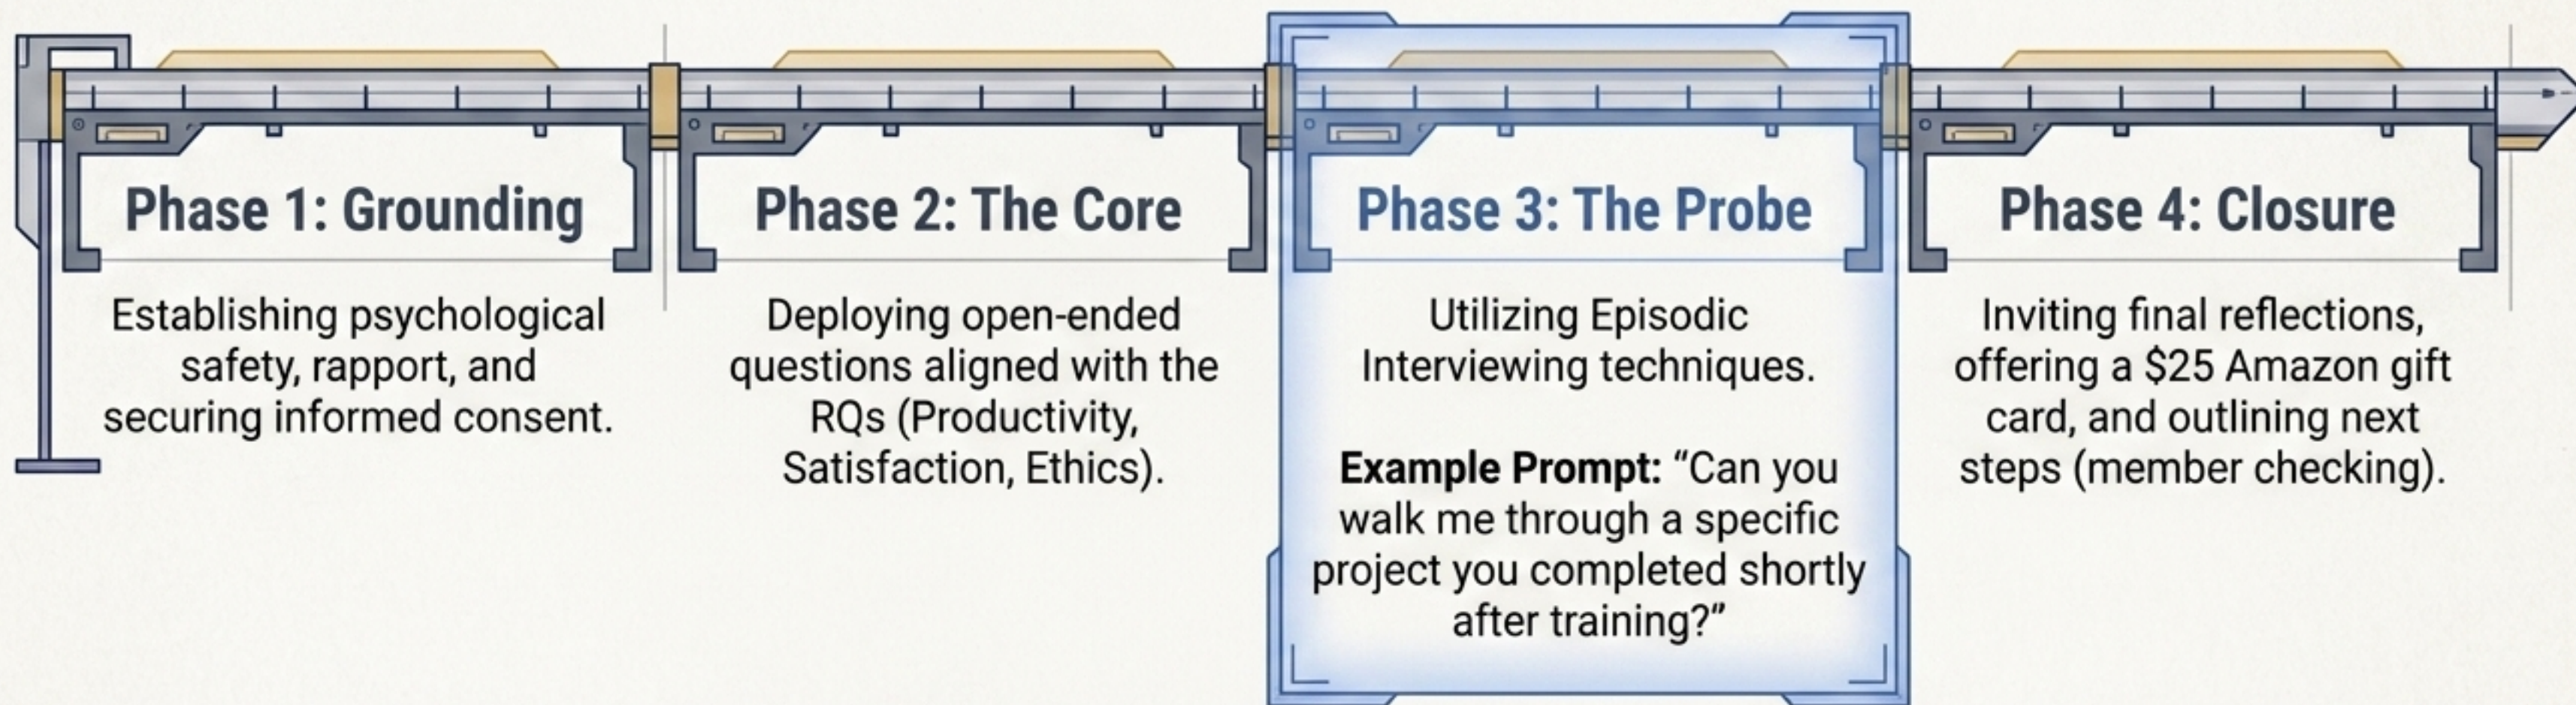 Phase 1: Grounding
Establishing psychological
safety, rapport, and
securing informed consent.
Phase 2: The Core
Deploying open-ended
questions aligned with the
RQs (Productivity,
Satisfaction, Ethics).
Phase 3: The Probe
Utilizing Episodic
Interviewing techniques.
Example Prompt: “Can you
walk me through a specific
project you completed shortly
after training?”
Phase 4: Closure
Inviting final reflections,
offering a $25 Amazon gift
card, and outlining next
steps (member checking).